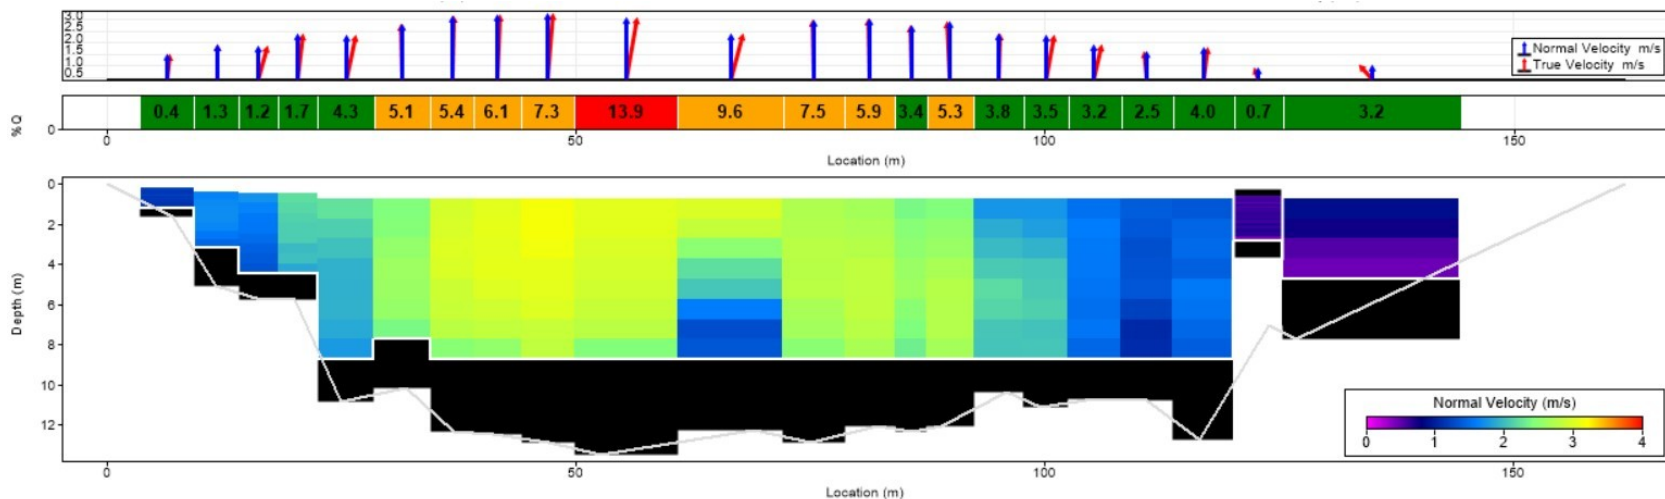 3.0
2.5
2.0
1.5
1.0
0.5
Normal Velocity m/s
True Velocity m/s
%Q
0
0.4 1.3 1.2 1.7 4.3 5.1 5.4 6.1 7.3 13.9 9.6 7.5 5.9 3.4 5.3 3.8 3.5 3.2 2.5 4.0 0.7 3.2
0 50 100 150
Location (m)
Depth (m)
0
2
4
6
8
10
12
Normal Velocity (m/s)
0 1 2 3 4
0 50 100 150
Location (m)